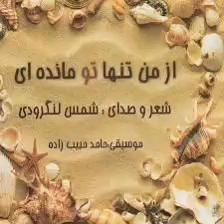 از من تنها تو مانده ای
شعر و صدای : شمس لنگرودی
موسیقی:حامد حبیب زاده